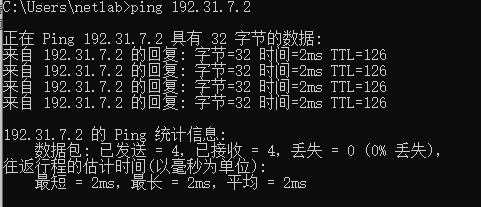 C:\Users\netlab>ping 192.31.7.2
正在 Ping 192.31.7.2 具有 32 字节的数据:
来自 192.31.7.2 的回复: 字节=32 时间=2ms TTL=126
来自 192.31.7.2 的回复: 字节=32 时间=2ms TTL=126
来自 192.31.7.2 的回复: 字节=32 时间=2ms TTL=126
来自 192.31.7.2 的回复: 字节=32 时间=2ms TTL=126
192.31.7.2 的 Ping 统计信息:
数据包: 已发送 = 4, 已接收 = 4, 丢失 = 0 (0% 丢失),
往返行程的估计时间(以毫秒为单位):
最短 = 2ms, 最长 = 2ms, 平均 = 2ms